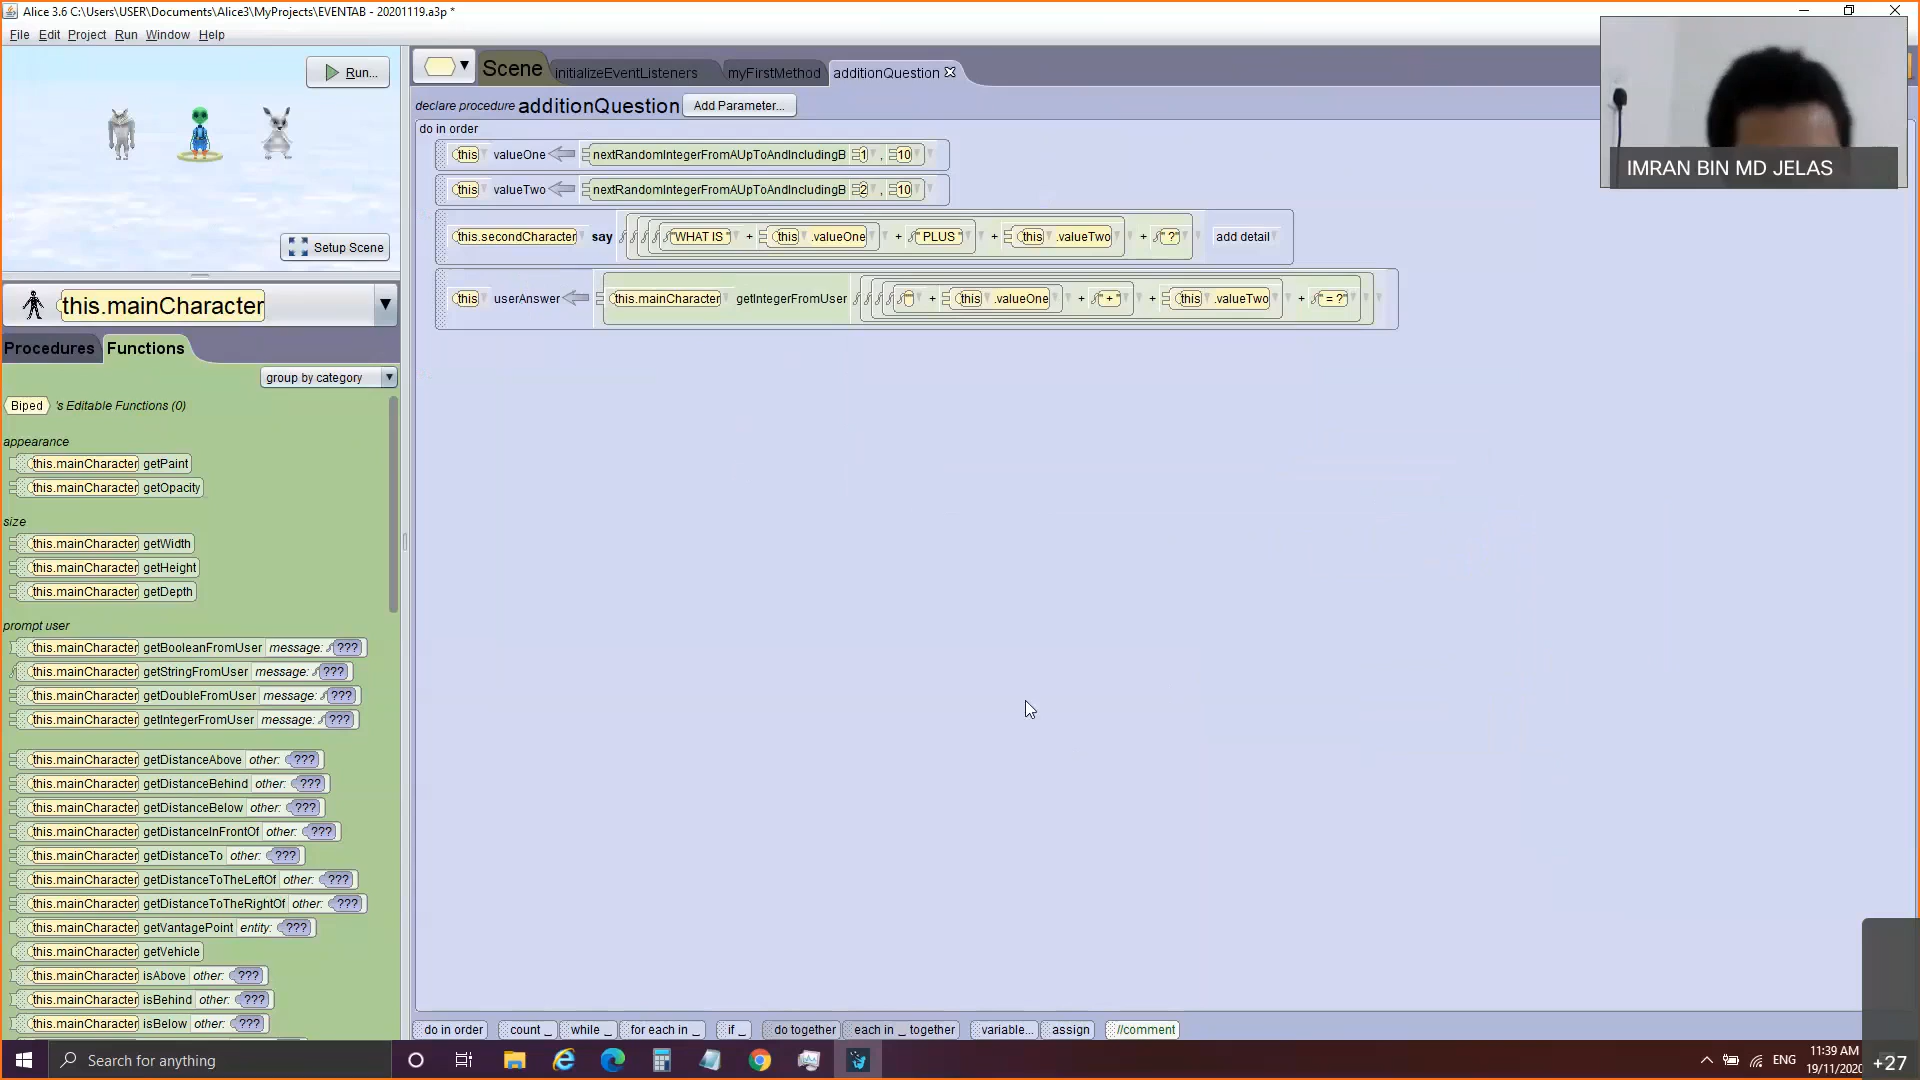 Alice 3.6 C:\Users\USER\Documents\Alice3\MyProjects\EVENTAB - 20201119.a3p *
File Edit Project Run Window Help
Run...
Setup Scene
Scene initializeEventListeners myFirstMethod additionQuestion
declare procedure additionQuestion Add Parameter...
do in order
this valueOne nextRandomIntegerFromAUpToAndIncludingB 1 , 10
this valueTwo nextRandomIntegerFromAUpToAndIncludingB 2 , 10
this.secondCharacter say "WHAT IS " + this .valueOne + " PLUS " + this .valueTwo + " ?" add detail
this userAnswer this.mainCharacter getIntegerFromUser "" + this .valueOne + " + " + this .valueTwo + " = ?"
IMRAN BIN MD JELAS
this.mainCharacter
Procedures Functions
group by category
Biped 's Editable Functions (0)
appearance
this.mainCharacter getPaint
this.mainCharacter getOpacity
size
this.mainCharacter getWidth
this.mainCharacter getHeight
this.mainCharacter getDepth
prompt user
this.mainCharacter getBooleanFromUser message: ???
this.mainCharacter getStringFromUser message: ???
this.mainCharacter getDoubleFromUser message: ???
this.mainCharacter getIntegerFromUser message: ???
this.mainCharacter getDistanceAbove other: ???
this.mainCharacter getDistanceBehind other: ???
this.mainCharacter getDistanceBelow other: ???
this.mainCharacter getDistanceInFrontOf other: ???
this.mainCharacter getDistanceTo other: ???
this.mainCharacter getDistanceToTheLeftOf other: ???
this.mainCharacter getDistanceToTheRightOf other: ???
this.mainCharacter getVantagePoint entity: ???
this.mainCharacter getVehicle
this.mainCharacter isAbove other: ???
this.mainCharacter isBehind other: ???
this.mainCharacter isBelow other: ???
do in order count _ while _ for each in _ if _ do together each in _ together variable... assign //comment
Search for anything
ENG
11:39 AM
19/11/2020
+27